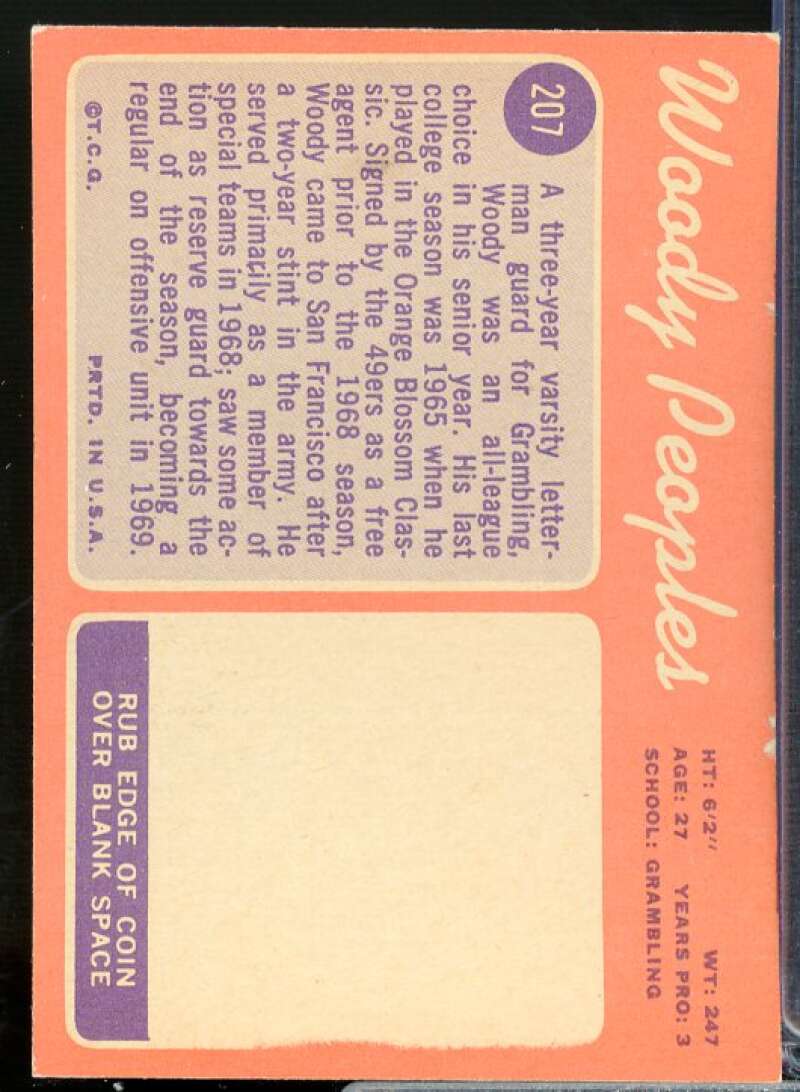 Woody Peoples
HT: 6'2" WT: 247
AGE: 27 YEARS PRO: 3
SCHOOL: GRAMBLING
207
A three-year varsity letter-
man guard for Grambling,
Woody was an all-league
choice in his senior year. His last
college season was 1965 when he
played in the Orange Blossom Clas-
sic. Signed by the 49ers as a free
agent prior to the 1968 season,
Woody came to San Francisco after
a two-year stint in the army. He
served primarily as a member of
special teams in 1968; saw some ac-
tion as reserve guard towards the
end of the season, becoming a
regular on offensive unit in 1969.
©T.C.G. PRTD. IN U.S.A.
RUB EDGE OF COIN
OVER BLANK SPACE